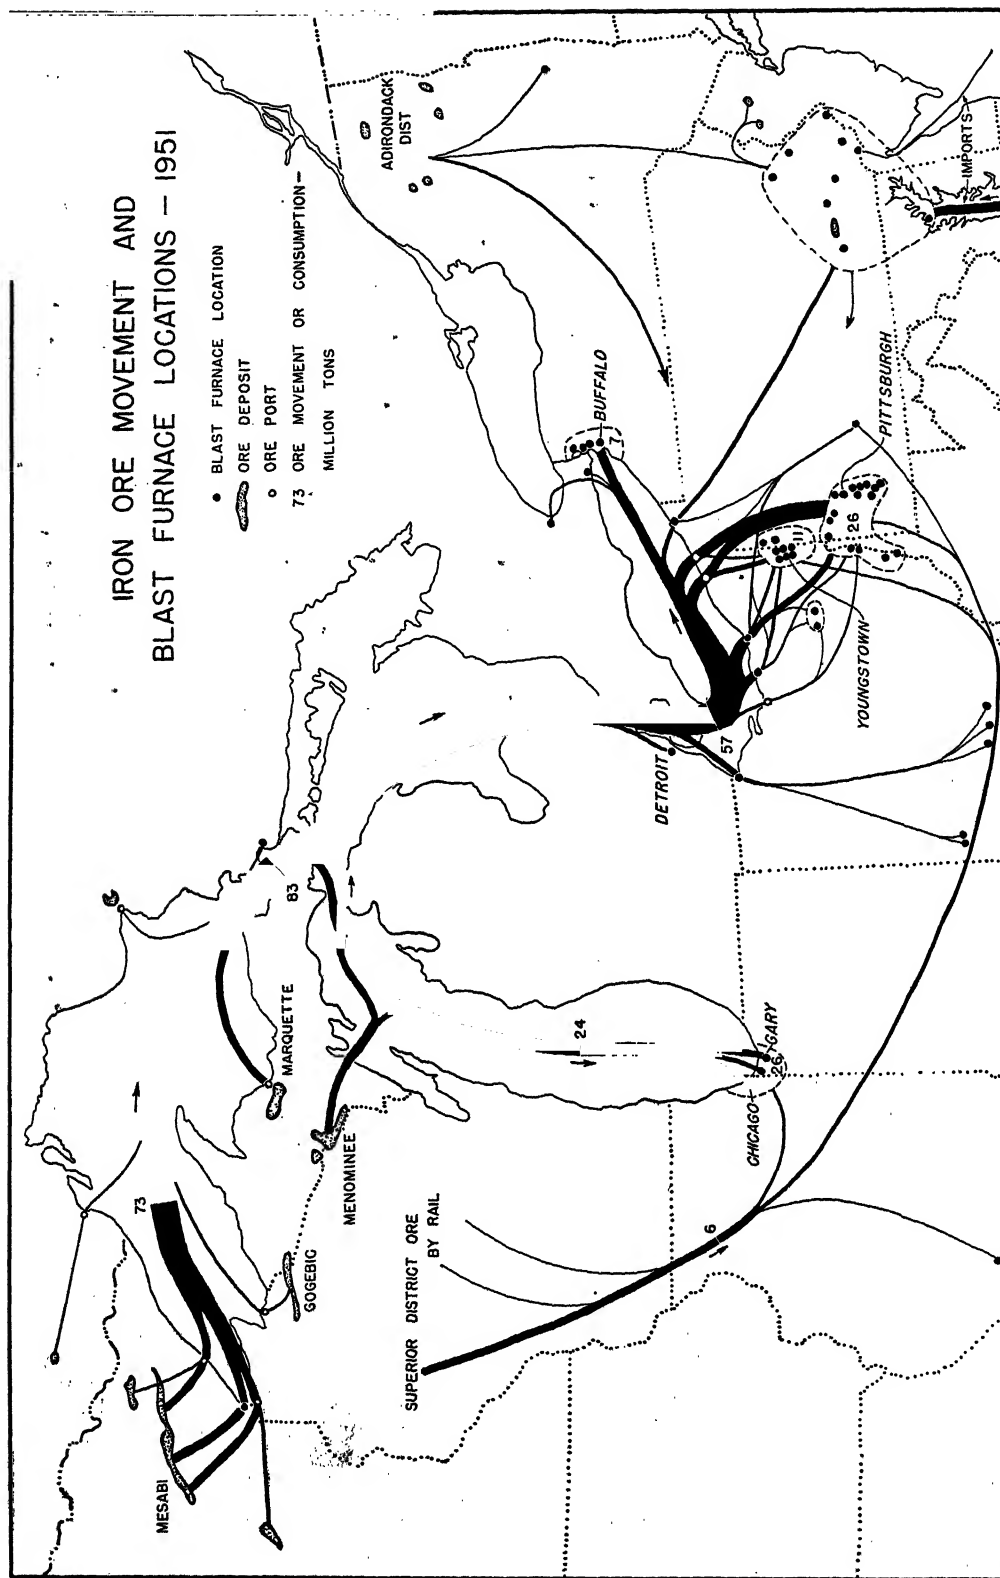 IRON ORE MOVEMENT AND
BLAST FURNACE LOCATIONS — 1951
BLAST FURNACE LOCATION
ORE DEPOSIT
ORE PORT
73 ORE MOVEMENT OR CONSUMPTION—
MILLION TONS
ADIRONDACK
DIST
MESABI
73
GOGEBIC
MARQUETTE
MENOMINEE
83
SUPERIOR DISTRICT ORE
BY RAIL
6
24
CHICAGO
GARY
26
DETROIT
57
BUFFALO
7
YOUNGSTOWN
11
PITTSBURGH
26
IMPORTS